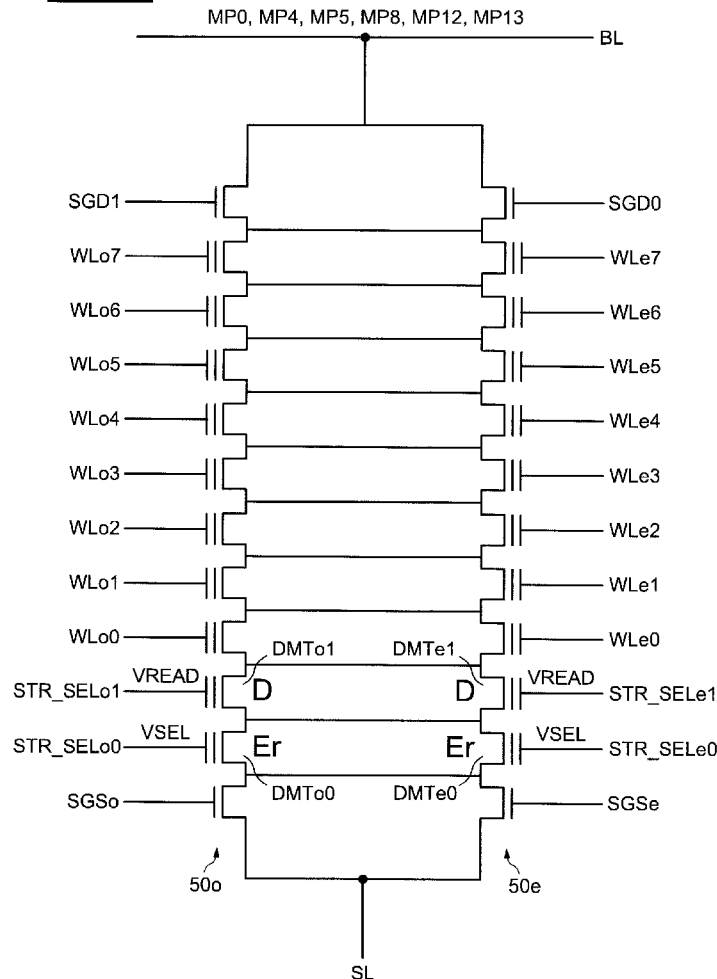 MP0, MP4, MP5, MP8, MP12, MP13
BL
SGD1 SGD0
WLo7 WLe7
WLo6 WLe6
WLo5 WLe5
WLo4 WLe4
WLo3 WLe3
WLo2 WLe2
WLo1 WLe1
WLo0 WLe0
DMTo1 DMTe1
STR_SELo1 VREAD D D VREAD STR_SELe1
STR_SELo0 VSEL Er Er VSEL STR_SELe0
DMTo0 DMTe0
SGSo SGSe
50o 50e
SL